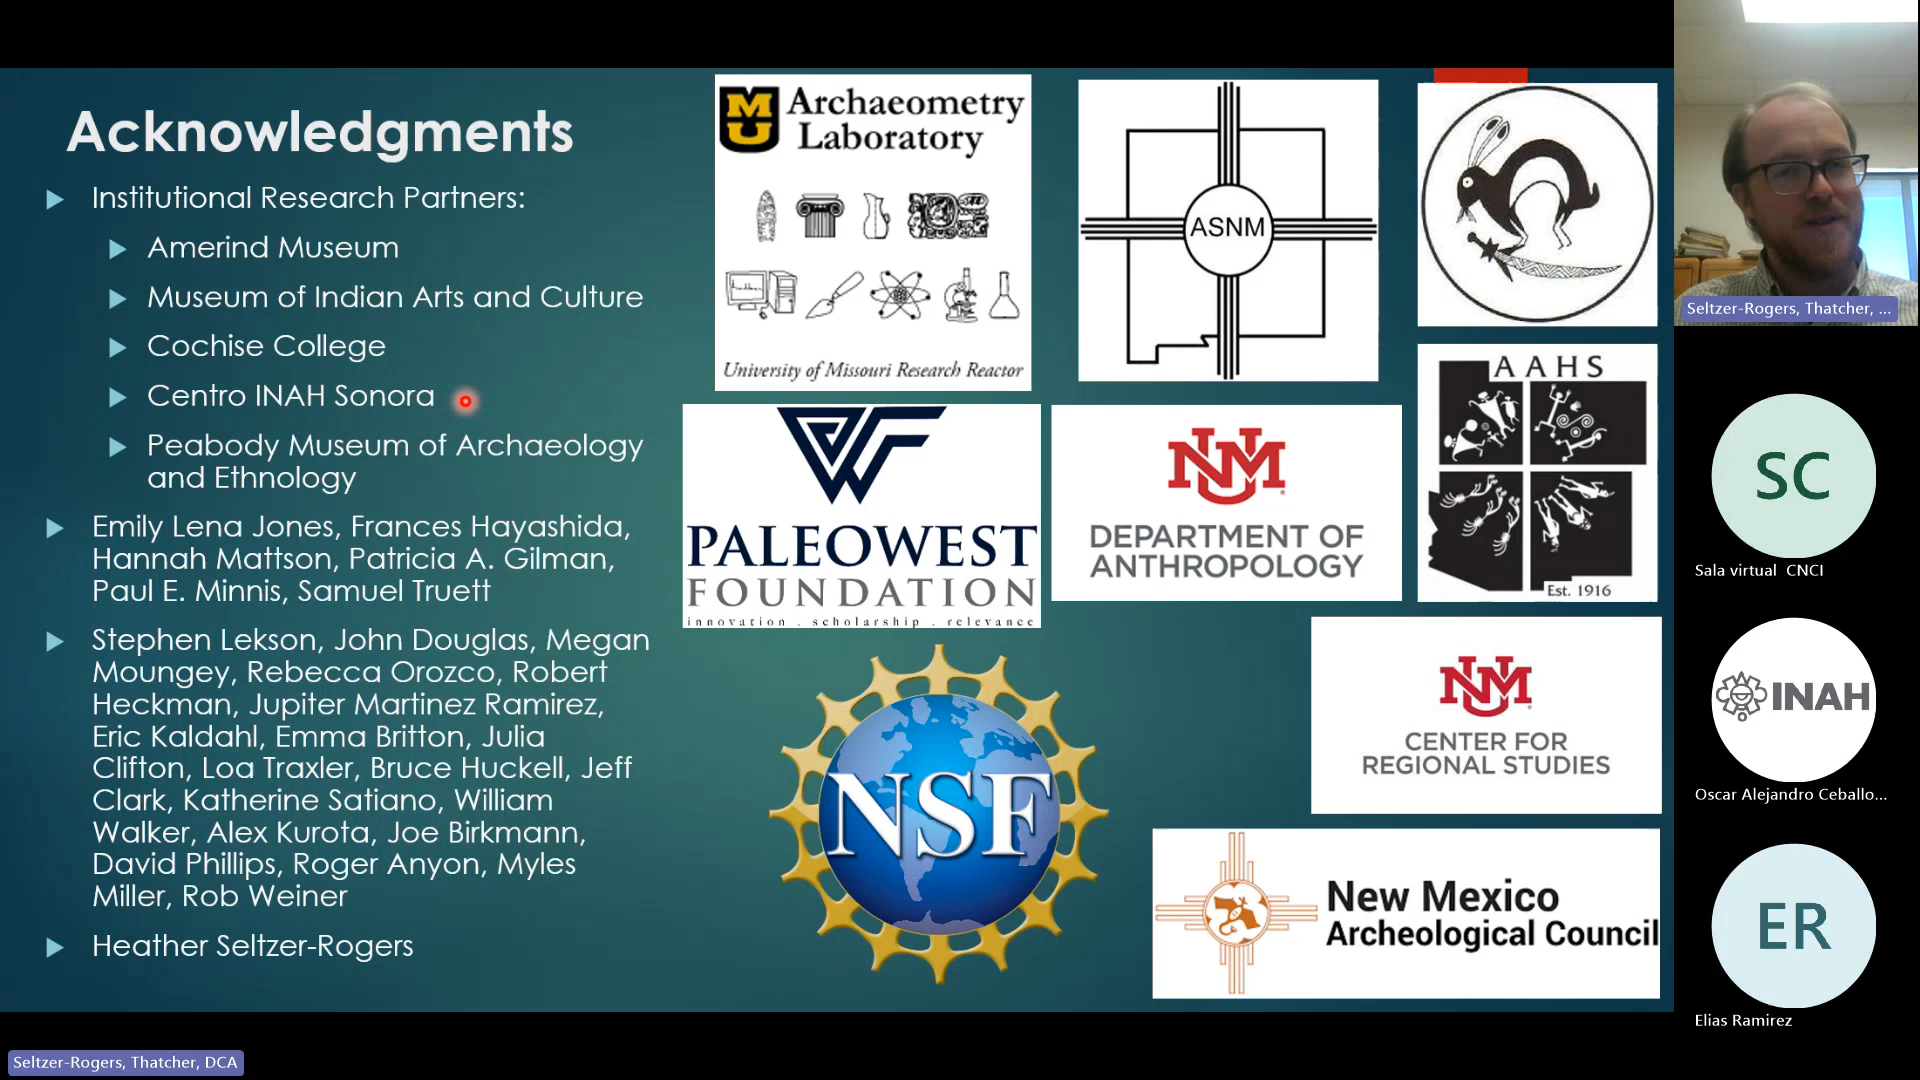 Acknowledgments
Institutional Research Partners:
Amerind Museum
Museum of Indian Arts and Culture
Cochise College
Centro INAH Sonora
Peabody Museum of Archaeology
and Ethnology
Emily Lena Jones, Frances Hayashida,
Hannah Mattson, Patricia A. Gilman,
Paul E. Minnis, Samuel Truett
Stephen Lekson, John Douglas, Megan
Moungey, Rebecca Orozco, Robert
Heckman, Jupiter Martinez Ramirez,
Eric Kaldahl, Emma Britton, Julia
Clifton, Loa Traxler, Bruce Huckell, Jeff
Clark, Katherine Satiano, William
Walker, Alex Kurota, Joe Birkmann,
David Phillips, Roger Anyon, Myles
Miller, Rob Weiner
Heather Seltzer-Rogers
MU
Archaeometry
Laboratory
University of Missouri Research Reactor
ASNM
PALEOWEST
FOUNDATION
innovation . scholarship . relevance
UNM
DEPARTMENT OF
ANTHROPOLOGY
AAHS
Est. 1916
NSF
UNM
CENTER FOR
REGIONAL STUDIES
New Mexico
Archeological Council
Seltzer-Rogers, Thatcher, ...
SC
Sala virtual CNCI
INAH
Oscar Alejandro Ceballo...
ER
Elias Ramirez
Seltzer-Rogers, Thatcher, DCA